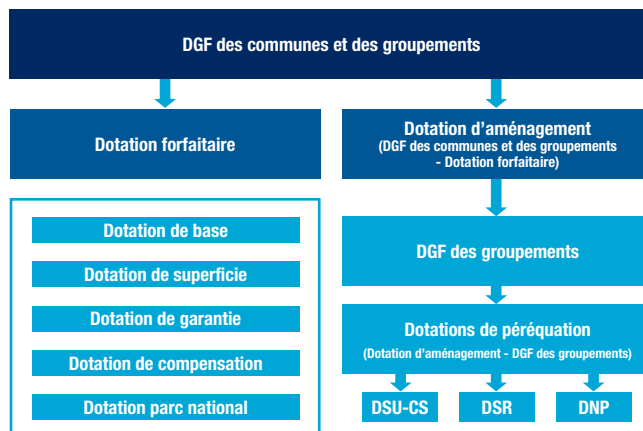 DGF des communes et des groupements
Dotation forfaitaire
Dotation d'aménagement
(DGF des communes et des groupements
- Dotation forfaitaire)
Dotation de base
Dotation de superficie
Dotation de garantie
Dotation de compensation
Dotation parc national
DGF des groupements
Dotations de péréquation
(Dotation d'aménagement - DGF des groupements)
DSU-CS
DSR
DNP